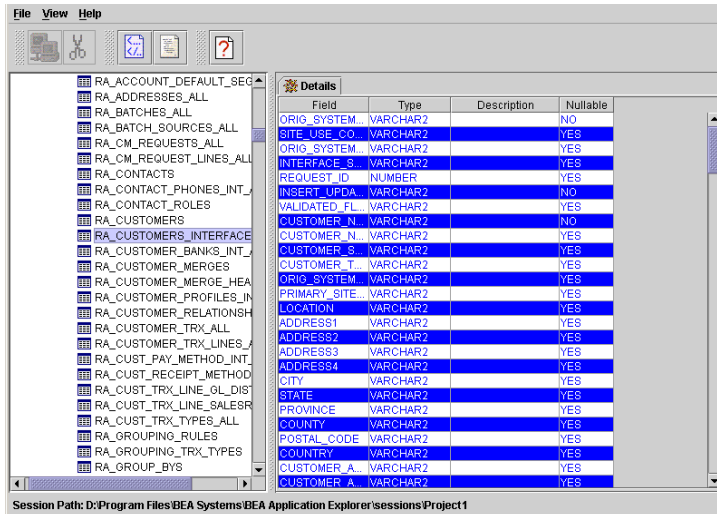 File View Help
RA_ACCOUNT_DEFAULT_SEG
RA_ADDRESSES_ALL
RA_BATCHES_ALL
RA_BATCH_SOURCES_ALL
RA_CM_REQUESTS_ALL
RA_CM_REQUEST_LINES_ALL
RA_CONTACTS
RA_CONTACT_PHONES_INT_
RA_CONTACT_ROLES
RA_CUSTOMERS
RA_CUSTOMERS_INTERFACE
RA_CUSTOMER_BANKS_INT_
RA_CUSTOMER_MERGES
RA_CUSTOMER_MERGE_HEA
RA_CUSTOMER_PROFILES_IN
RA_CUSTOMER_RELATIONSH
RA_CUSTOMER_TRX_ALL
RA_CUSTOMER_TRX_LINES_
RA_CUST_PAY_METHOD_INT_
RA_CUST_RECEIPT_METHOD
RA_CUST_TRX_LINE_GL_DIST
RA_CUST_TRX_LINE_SALESR
RA_CUST_TRX_TYPES_ALL
RA_GROUPING_RULES
RA_GROUPING_TRX_TYPES
RA_GROUP_BYS
Details
Field Type Description Nullable
ORIG_SYSTEM... VARCHAR2 NO
SITE_USE_CO... VARCHAR2 YES
ORIG_SYSTEM... VARCHAR2 YES
INTERFACE_S... VARCHAR2 YES
REQUEST_ID NUMBER YES
INSERT_UPDA... VARCHAR2 NO
VALIDATED_FL... VARCHAR2 YES
CUSTOMER_N... VARCHAR2 NO
CUSTOMER_N... VARCHAR2 YES
CUSTOMER_S... VARCHAR2 YES
CUSTOMER_T... VARCHAR2 YES
ORIG_SYSTEM... VARCHAR2 YES
PRIMARY_SITE... VARCHAR2 YES
LOCATION VARCHAR2 YES
ADDRESS1 VARCHAR2 YES
ADDRESS2 VARCHAR2 YES
ADDRESS3 VARCHAR2 YES
ADDRESS4 VARCHAR2 YES
CITY VARCHAR2 YES
STATE VARCHAR2 YES
PROVINCE VARCHAR2 YES
COUNTY VARCHAR2 YES
POSTAL_CODE VARCHAR2 YES
COUNTRY VARCHAR2 YES
CUSTOMER_A... VARCHAR2 YES
CUSTOMER_A... VARCHAR2 YES
Session Path: D:\Program Files\BEA Systems\BEA Application Explorer\sessions\Project1